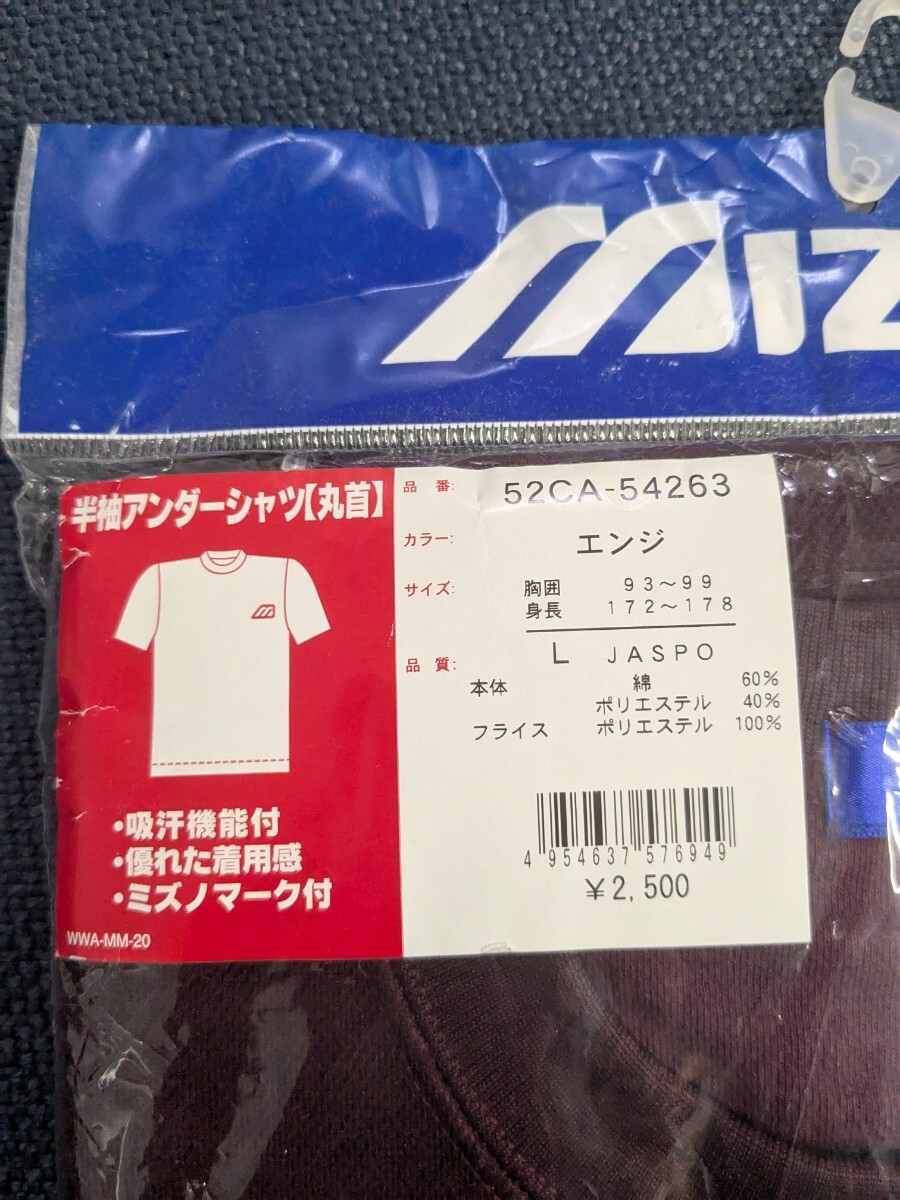 MIZ
半袖アンダーシャツ【丸首】
・吸汗機能付
・優れた着用感
・ミズノマーク付
WWA-MM-20
品 番: 52CA-54263
カラー: エンジ
サイズ: 胸囲 93～99
身長 172～178
L JASPO
品 質:
本体 綿 60%
ポリエステル 40%
フライス ポリエステル 100%
4 954637 576949
￥2,500